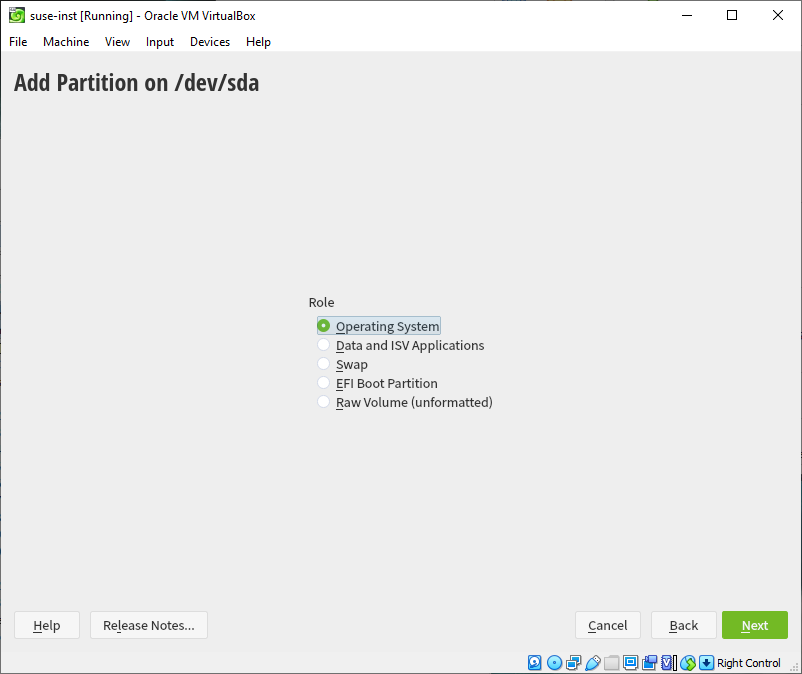 suse-inst [Running] - Oracle VM VirtualBox
File Machine View Input Devices Help
Add Partition on /dev/sda
Role
Operating System
Data and ISV Applications
Swap
EFI Boot Partition
Raw Volume (unformatted)
Help Release Notes... Cancel Back Next
Right Control